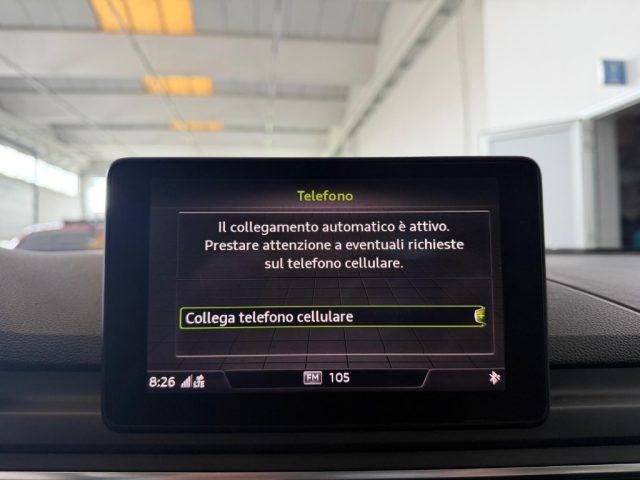 Telefono
Il collegamento automatico è attivo.
Prestare attenzione a eventuali richieste
sul telefono cellulare.
Collega telefono cellulare
8:26 LTE FM 105